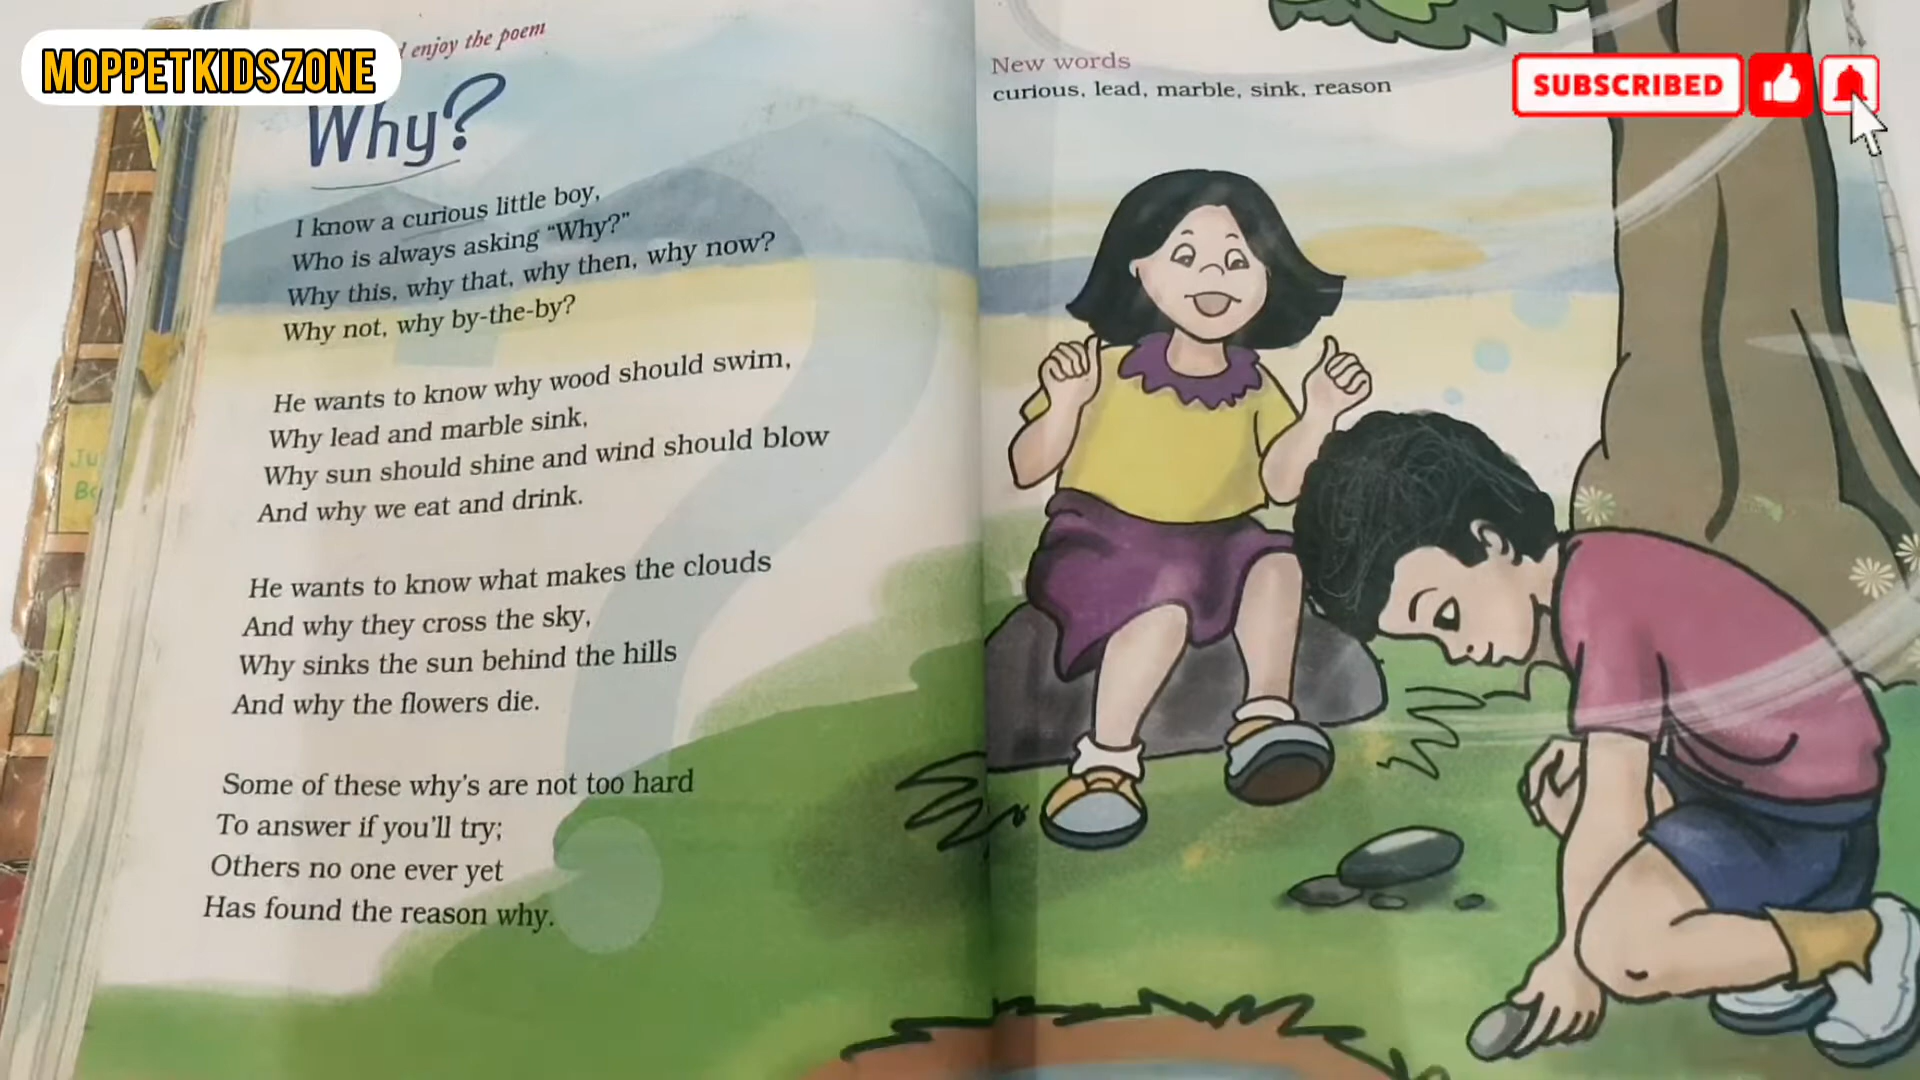 MOPPET KIDS ZONE
enjoy the poem
Why?
I know a curious little boy,
Who is always asking “Why?”
Why this, why that, why then, why now?
Why not, why by-the-by?
He wants to know why wood should swim,
Why lead and marble sink,
Why sun should shine and wind should blow
And why we eat and drink.
He wants to know what makes the clouds
And why they cross the sky,
Why sinks the sun behind the hills
And why the flowers die.
Some of these why's are not too hard
To answer if you'll try;
Others no one ever yet
Has found the reason why.
New words
curious, lead, marble, sink, reason
SUBSCRIBED